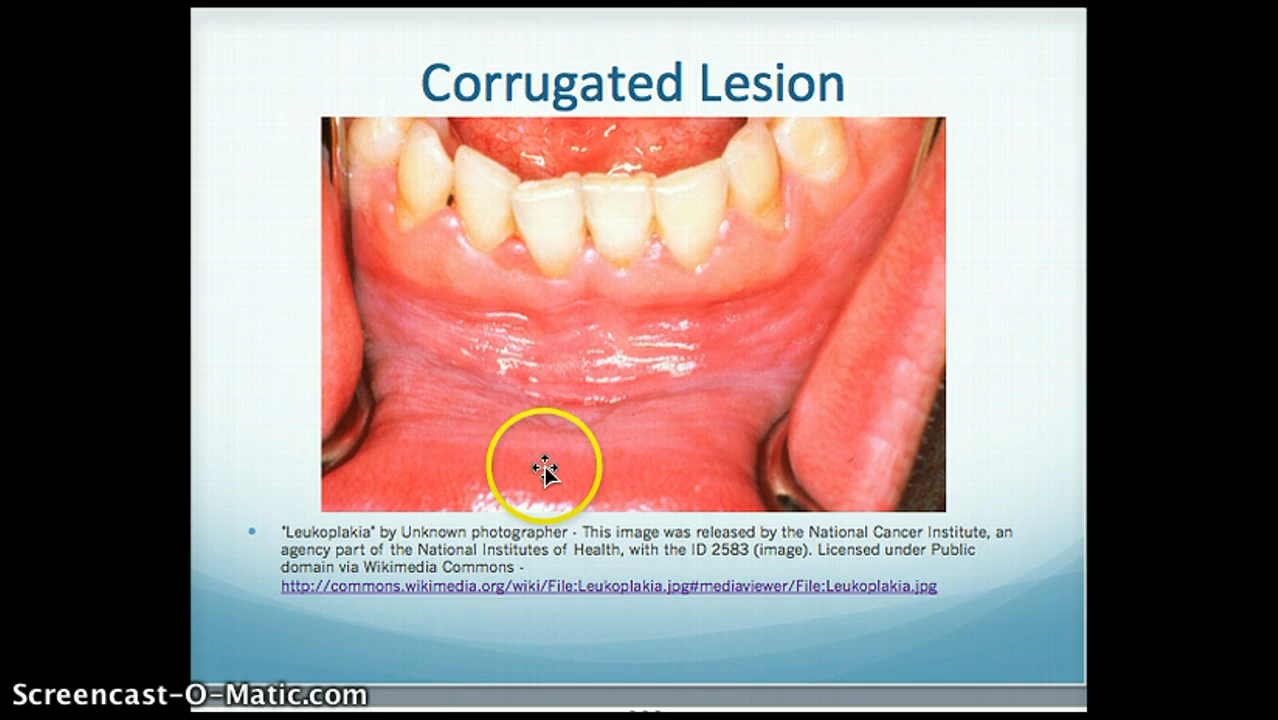 Corrugated Lesion
"Leukoplakia" by Unknown photographer - This image was released by the National Cancer Institute, an
agency part of the National Institutes of Health, with the ID 2583 (image). Licensed under Public
domain via Wikimedia Commons -
http://commons.wikimedia.org/wiki/File:Leukoplakia.jpg#mediaviewer/File:Leukoplakia.jpg
Screencast-O-Matic.com